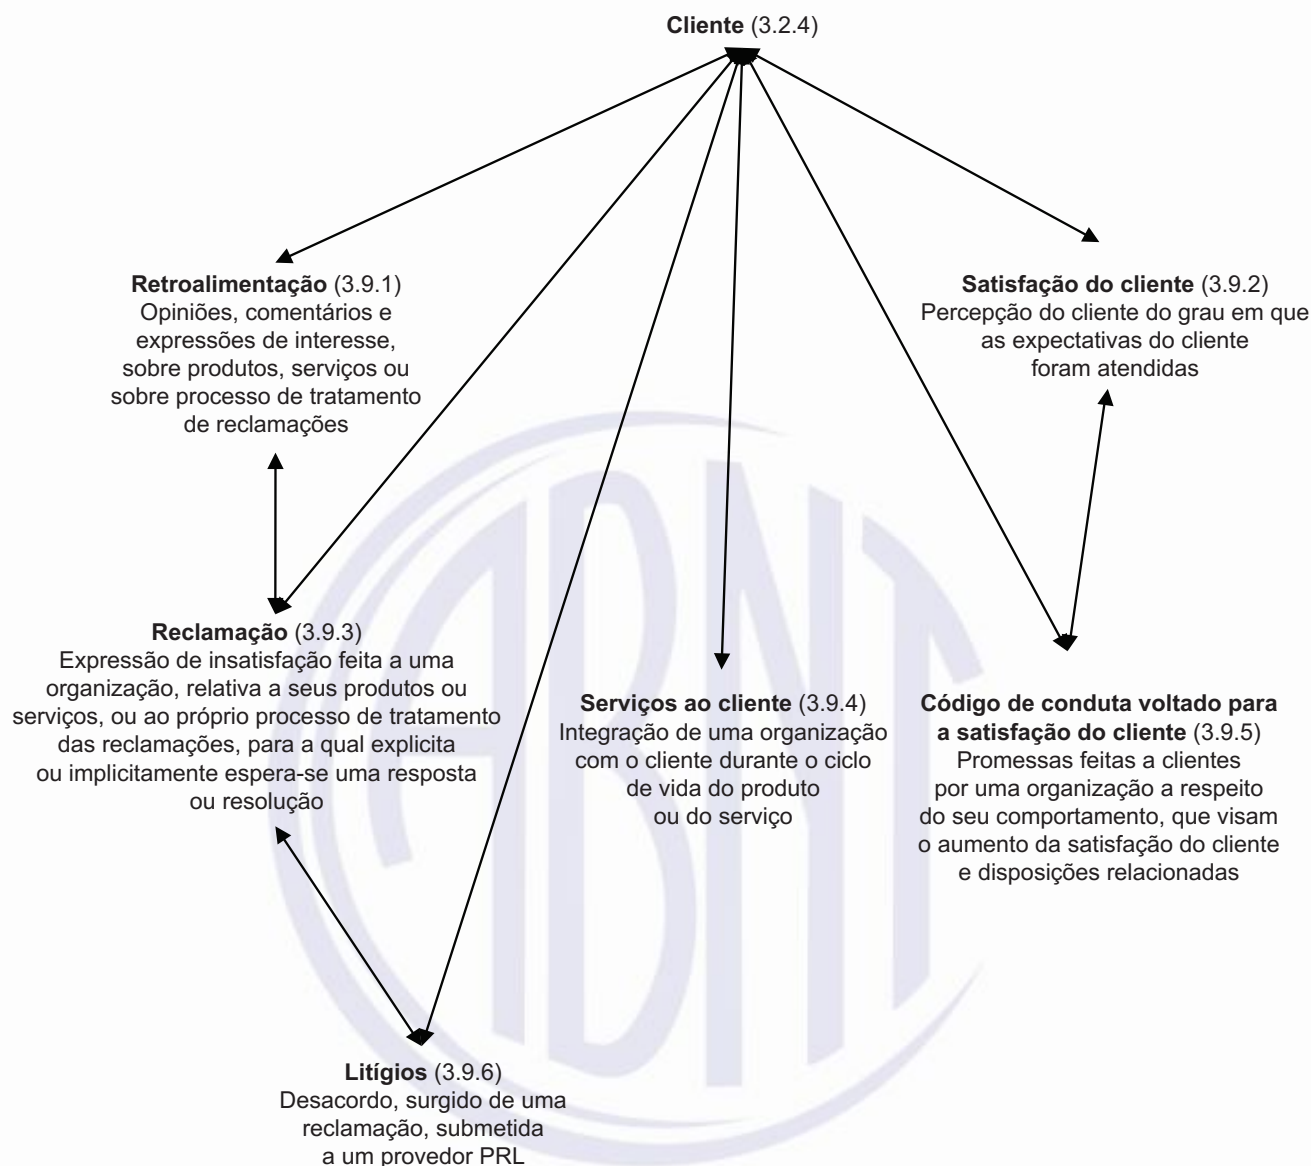 Cliente (3.2.4)
Retroalimentação (3.9.1)
Opiniões, comentários e
expressões de interesse,
sobre produtos, serviços ou
sobre processo de tratamento
de reclamações
Satisfação do cliente (3.9.2)
Percepção do cliente do grau em que
as expectativas do cliente
foram atendidas
Reclamação (3.9.3)
Expressão de insatisfação feita a uma
organização, relativa a seus produtos ou
serviços, ou ao próprio processo de tratamento
das reclamações, para a qual explicita
ou implicitamente espera-se uma resposta
ou resolução
Serviços ao cliente (3.9.4)
Integração de uma organização
com o cliente durante o ciclo
de vida do produto
ou do serviço
Código de conduta voltado para
a satisfação do cliente (3.9.5)
Promessas feitas a clientes
por uma organização a respeito
do seu comportamento, que visam
o aumento da satisfação do cliente
e disposições relacionadas
Litígios (3.9.6)
Desacordo, surgido de uma
reclamação, submetida
a um provedor PRL
ABNT